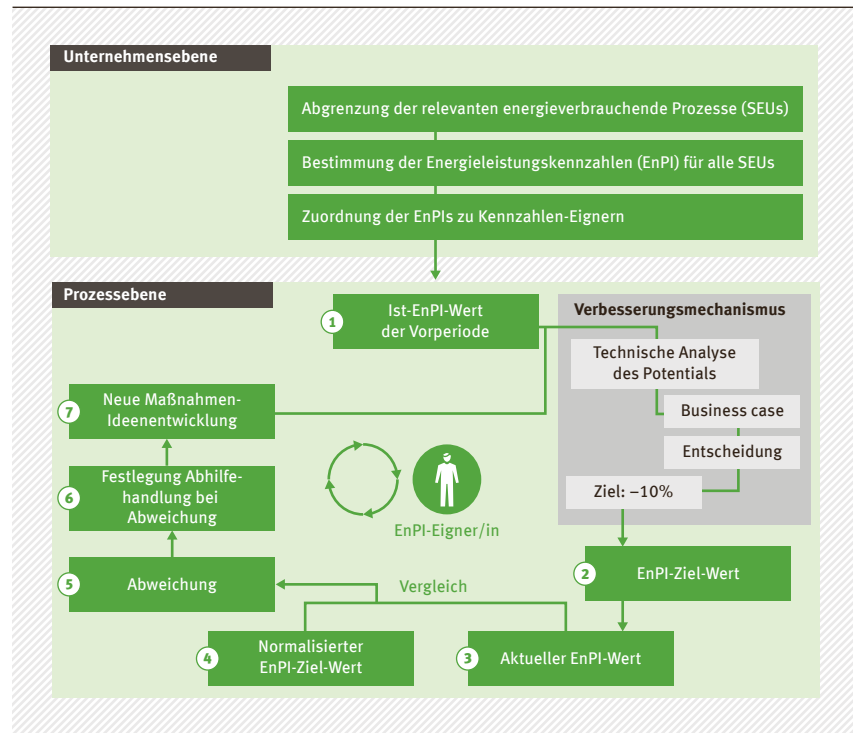 Unternehmensebene
Abgrenzung der relevanten energieverbrauchende Prozesse (SEUs)
Bestimmung der Energieleistungskennzahlen (EnPI) für alle SEUs
Zuordnung der EnPIs zu Kennzahlen-Eignern
Prozessebene
1
Ist-EnPI-Wert
der Vorperiode
Verbesserungsmechanismus
Technische Analyse
des Potentials
Business case
Entscheidung
Ziel: –10%
2
EnPI-Ziel-Wert
3
Aktueller EnPI-Wert
4
Normalisierter
EnPI-Ziel-Wert
Vergleich
5
Abweichung
6
Festlegung Abhilfe-
handlung bei
Abweichung
7
Neue Maßnahmen-
Ideenentwicklung
EnPI-Eigner/in